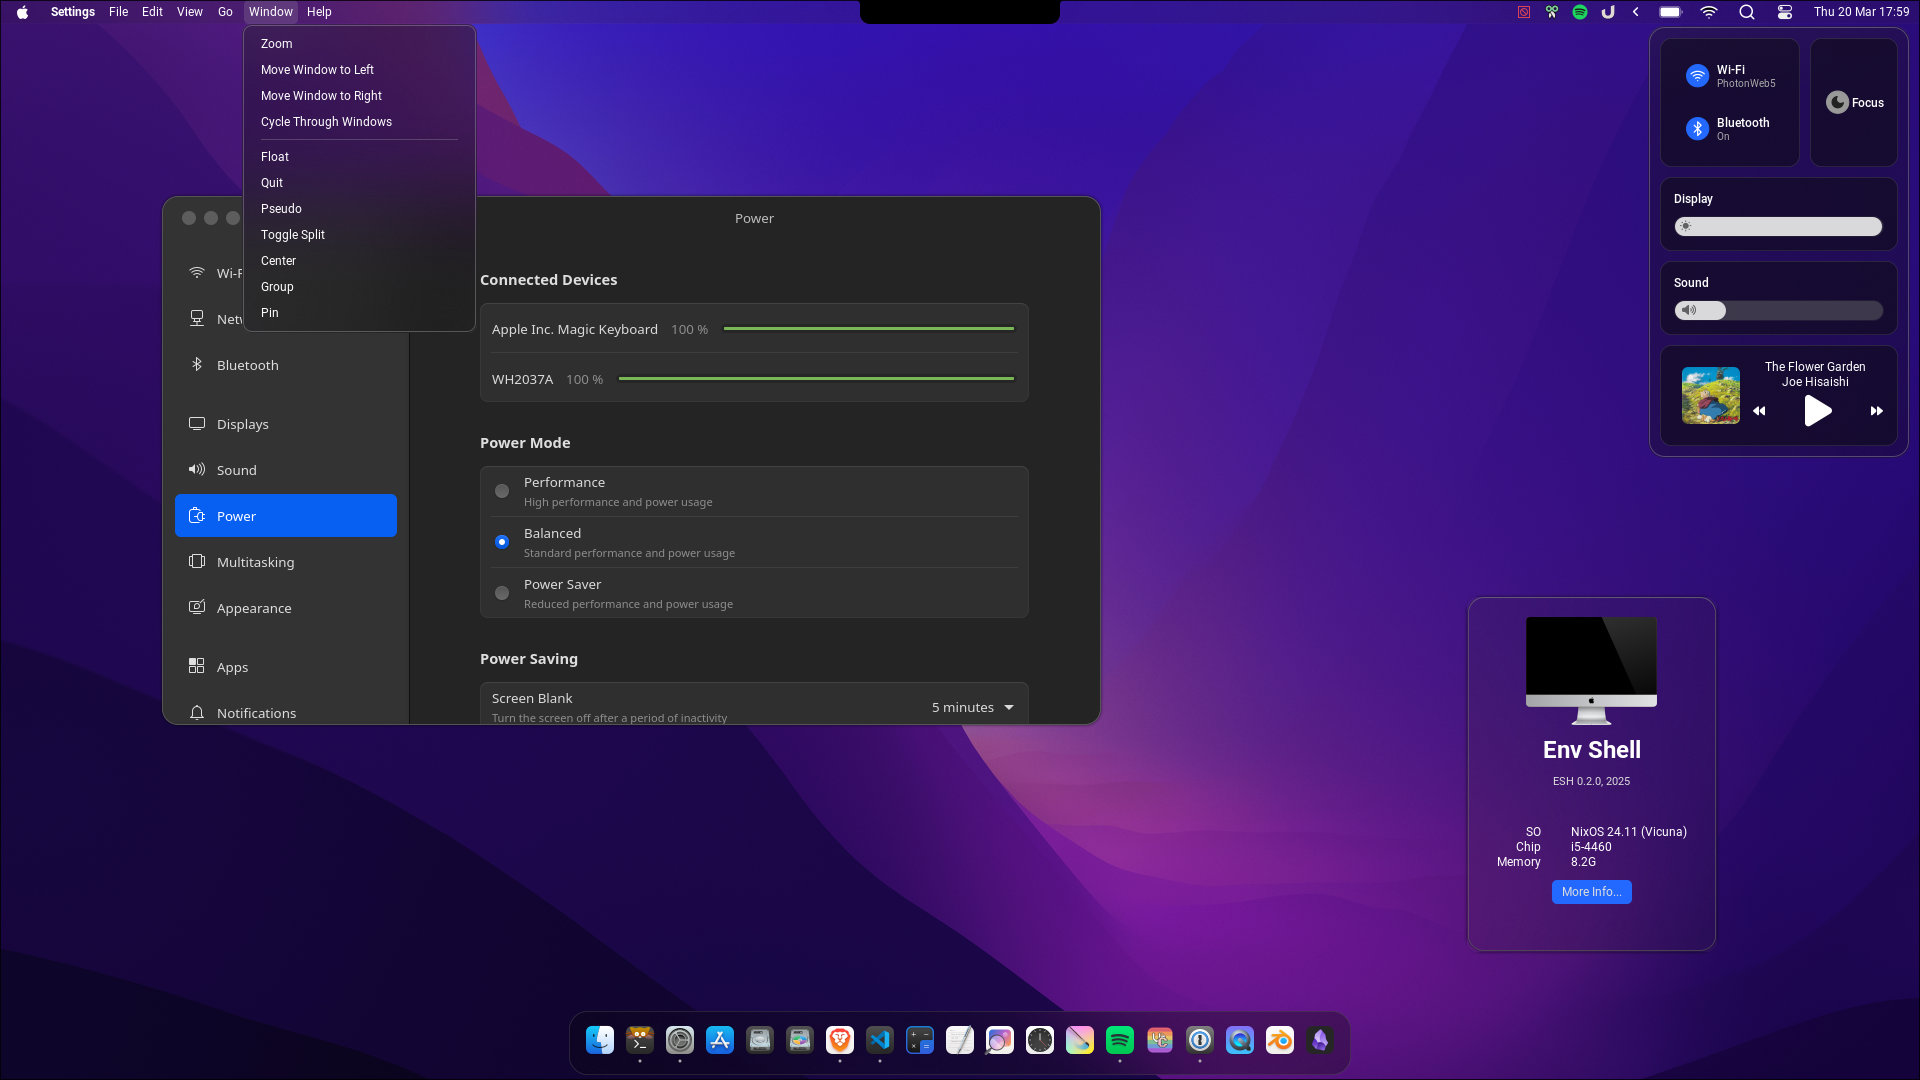 Settings File Edit View Go Window Help
Thu 20 Mar 17:59
Zoom
Move Window to Left
Move Window to Right
Cycle Through Windows
Float
Quit
Pseudo
Toggle Split
Center
Group
Pin
Wi-F
Netw
Bluetooth
Displays
Sound
Power
Multitasking
Appearance
Apps
Notifications
Power
Connected Devices
Apple Inc. Magic Keyboard 100 %
WH2037A 100 %
Power Mode
Performance
High performance and power usage
Balanced
Standard performance and power usage
Power Saver
Reduced performance and power usage
Power Saving
Screen Blank
Turn the screen off after a period of inactivity
5 minutes
Wi-Fi
PhotonWeb5
Bluetooth
On
Focus
Display
Sound
The Flower Garden
Joe Hisaishi
Env Shell
ESH 0.2.0, 2025
SO NixOS 24.11 (Vicuna)
Chip i5-4460
Memory 8.2G
More Info...